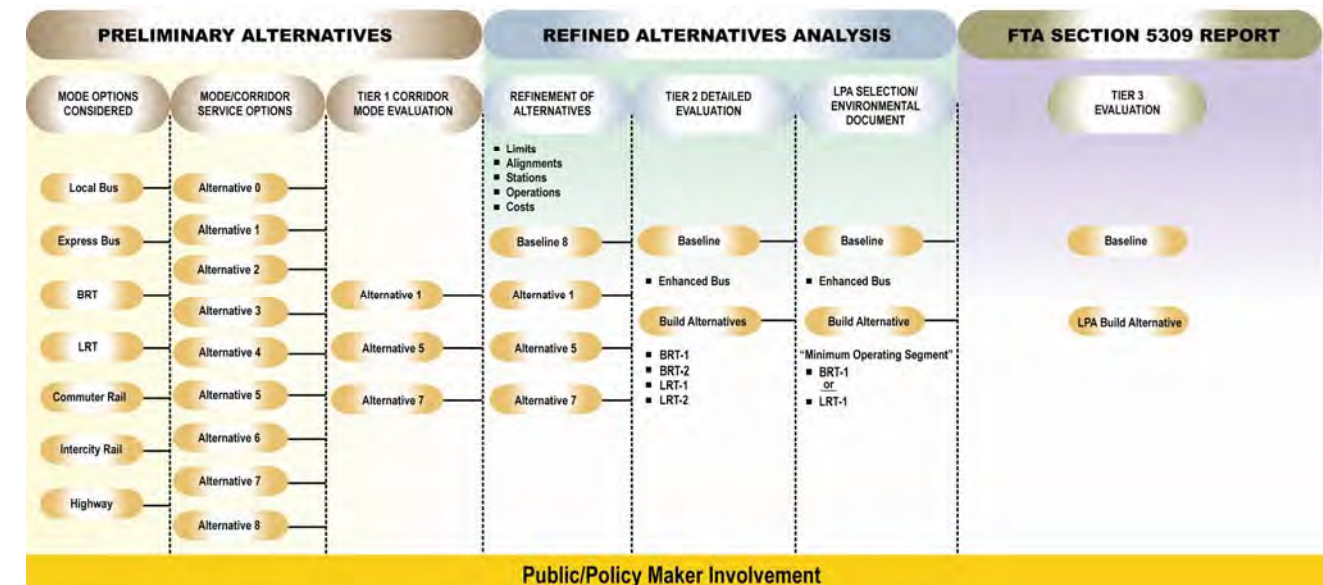 PRELIMINARY ALTERNATIVES
REFINED ALTERNATIVES ANALYSIS
FTA SECTION 5309 REPORT
MODE OPTIONS
CONSIDERED
MODE/CORRIDOR
SERVICE OPTIONS
TIER 1 CORRIDOR
MODE EVALUATION
REFINEMENT OF
ALTERNATIVES
TIER 2 DETAILED
EVALUATION
LPA SELECTION/
ENVIRONMENTAL
DOCUMENT
TIER 3
EVALUATION
Local Bus
Express Bus
BRT
LRT
Commuter Rail
Intercity Rail
Highway
Alternative 0
Alternative 1
Alternative 2
Alternative 3
Alternative 4
Alternative 5
Alternative 6
Alternative 7
Alternative 8
Alternative 1
Alternative 5
Alternative 7
▪ Limits
▪ Alignments
▪ Stations
▪ Operations
▪ Costs
Baseline 8
Alternative 1
Alternative 5
Alternative 7
Baseline
▪ Enhanced Bus
Build Alternatives
▪ BRT-1
▪ BRT-2
▪ LRT-1
▪ LRT-2
Baseline
▪ Enhanced Bus
Build Alternative
"Minimum Operating Segment"
▪ BRT-1
or
▪ LRT-1
Baseline
LPA Build Alternative
Public/Policy Maker Involvement